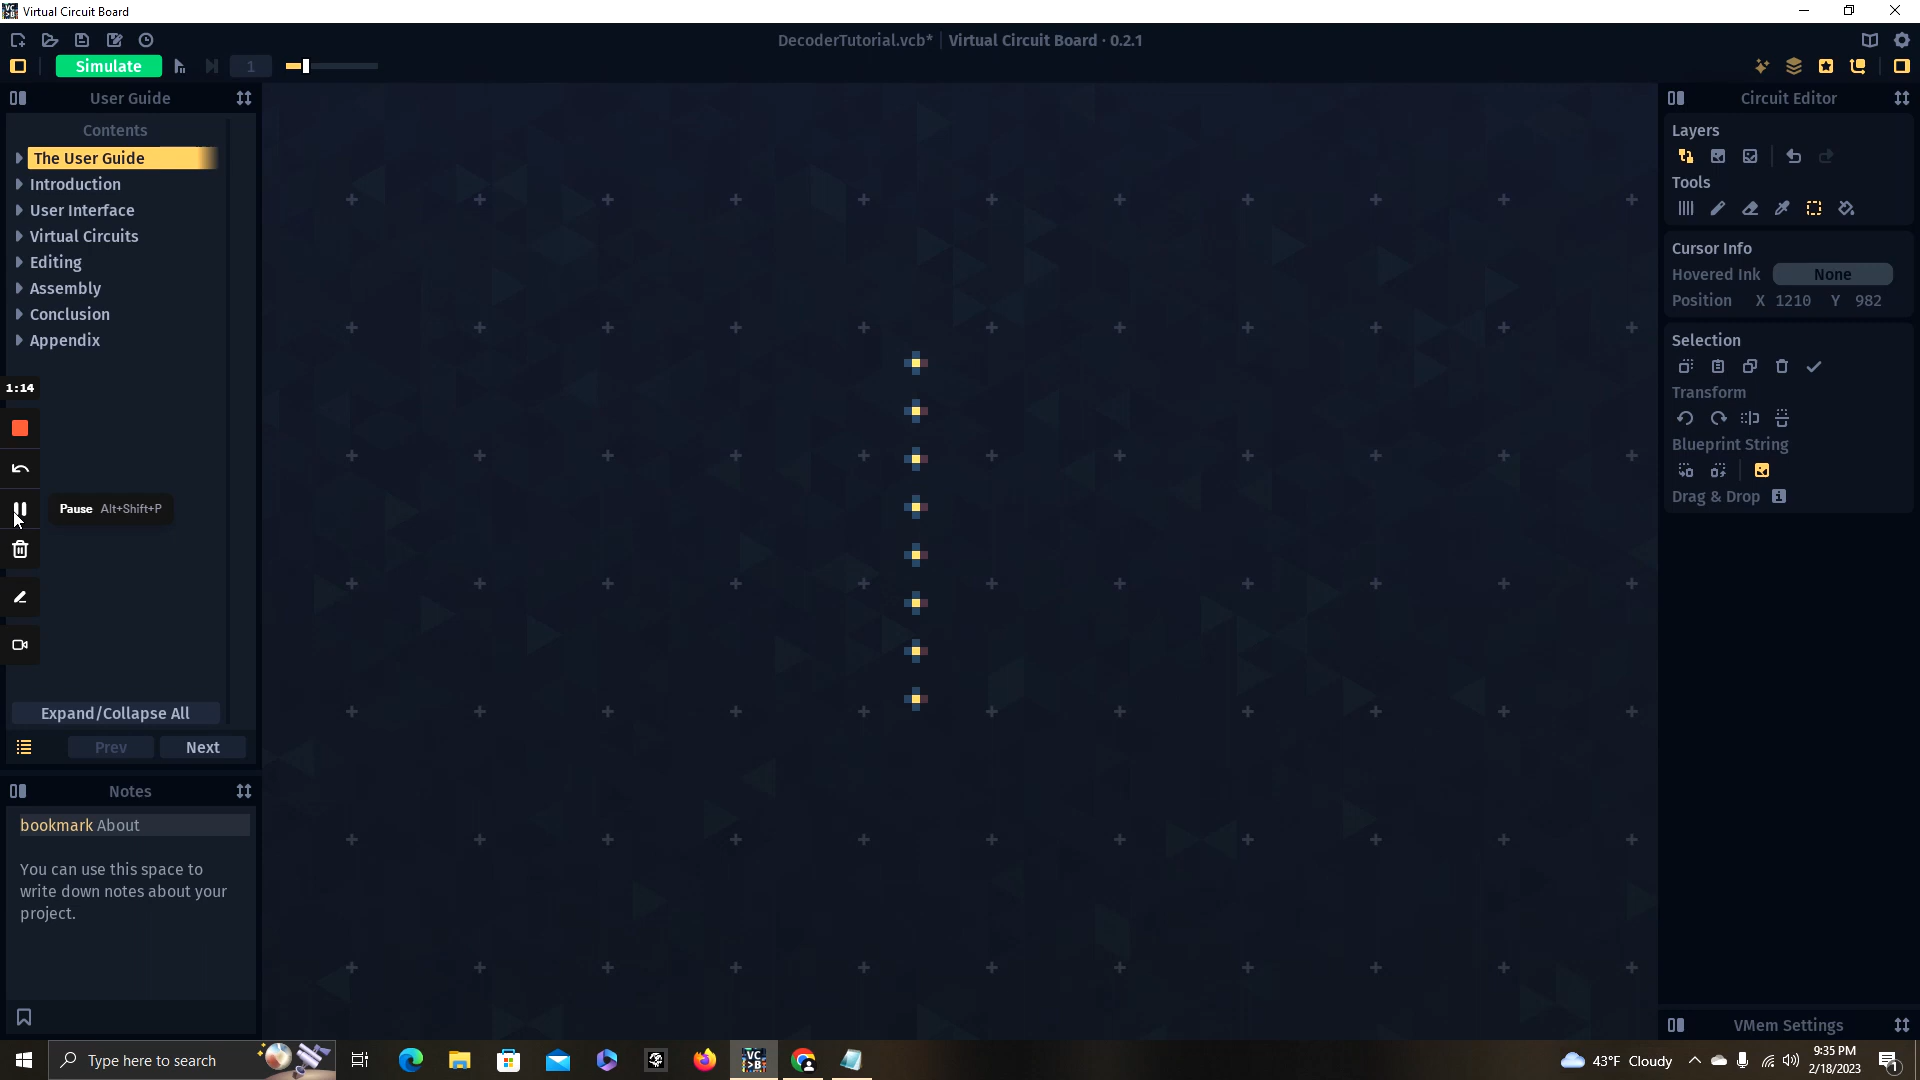 Virtual Circuit Board
DecoderTutorial.vcb* | Virtual Circuit Board · 0.2.1
Simulate
1
User Guide
Contents
The User Guide
Introduction
User Interface
Virtual Circuits
Editing
Assembly
Conclusion
Appendix
1:14
Pause Alt+Shift+P
Expand/Collapse All
Prev
Next
Notes
bookmark About
You can use this space to
write down notes about your
project.
Circuit Editor
Layers
Tools
Cursor Info
Hovered Ink None
Position X 1210 Y 982
Selection
Transform
Blueprint String
Drag & Drop
VMem Settings
Type here to search
43°F Cloudy
9:35 PM
2/18/2023
1